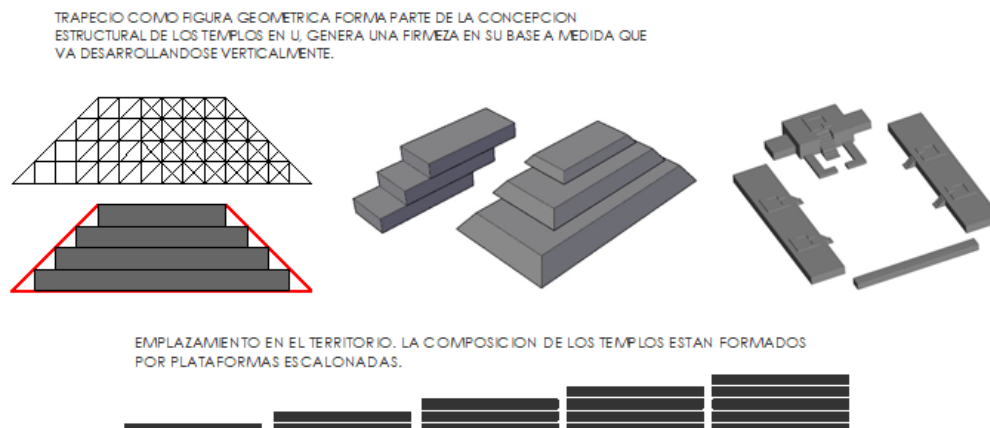 TRAPECIO COMO FIGURA GEOMETRICA FORMA PARTE DE LA CONCEPCION
ESTRUCTURAL DE LOS TEMPLOS EN U, GENERA UNA FIRMEZA EN SU BASE A MEDIDA QUE
VA DESARROLLANDOSE VERTICALMENTE.
EMPLAZAMIENTO EN EL TERRITORIO. LA COMPOSICION DE LOS TEMPLOS ESTAN FORMADOS
POR PLATAFORMAS ESCALONADAS.